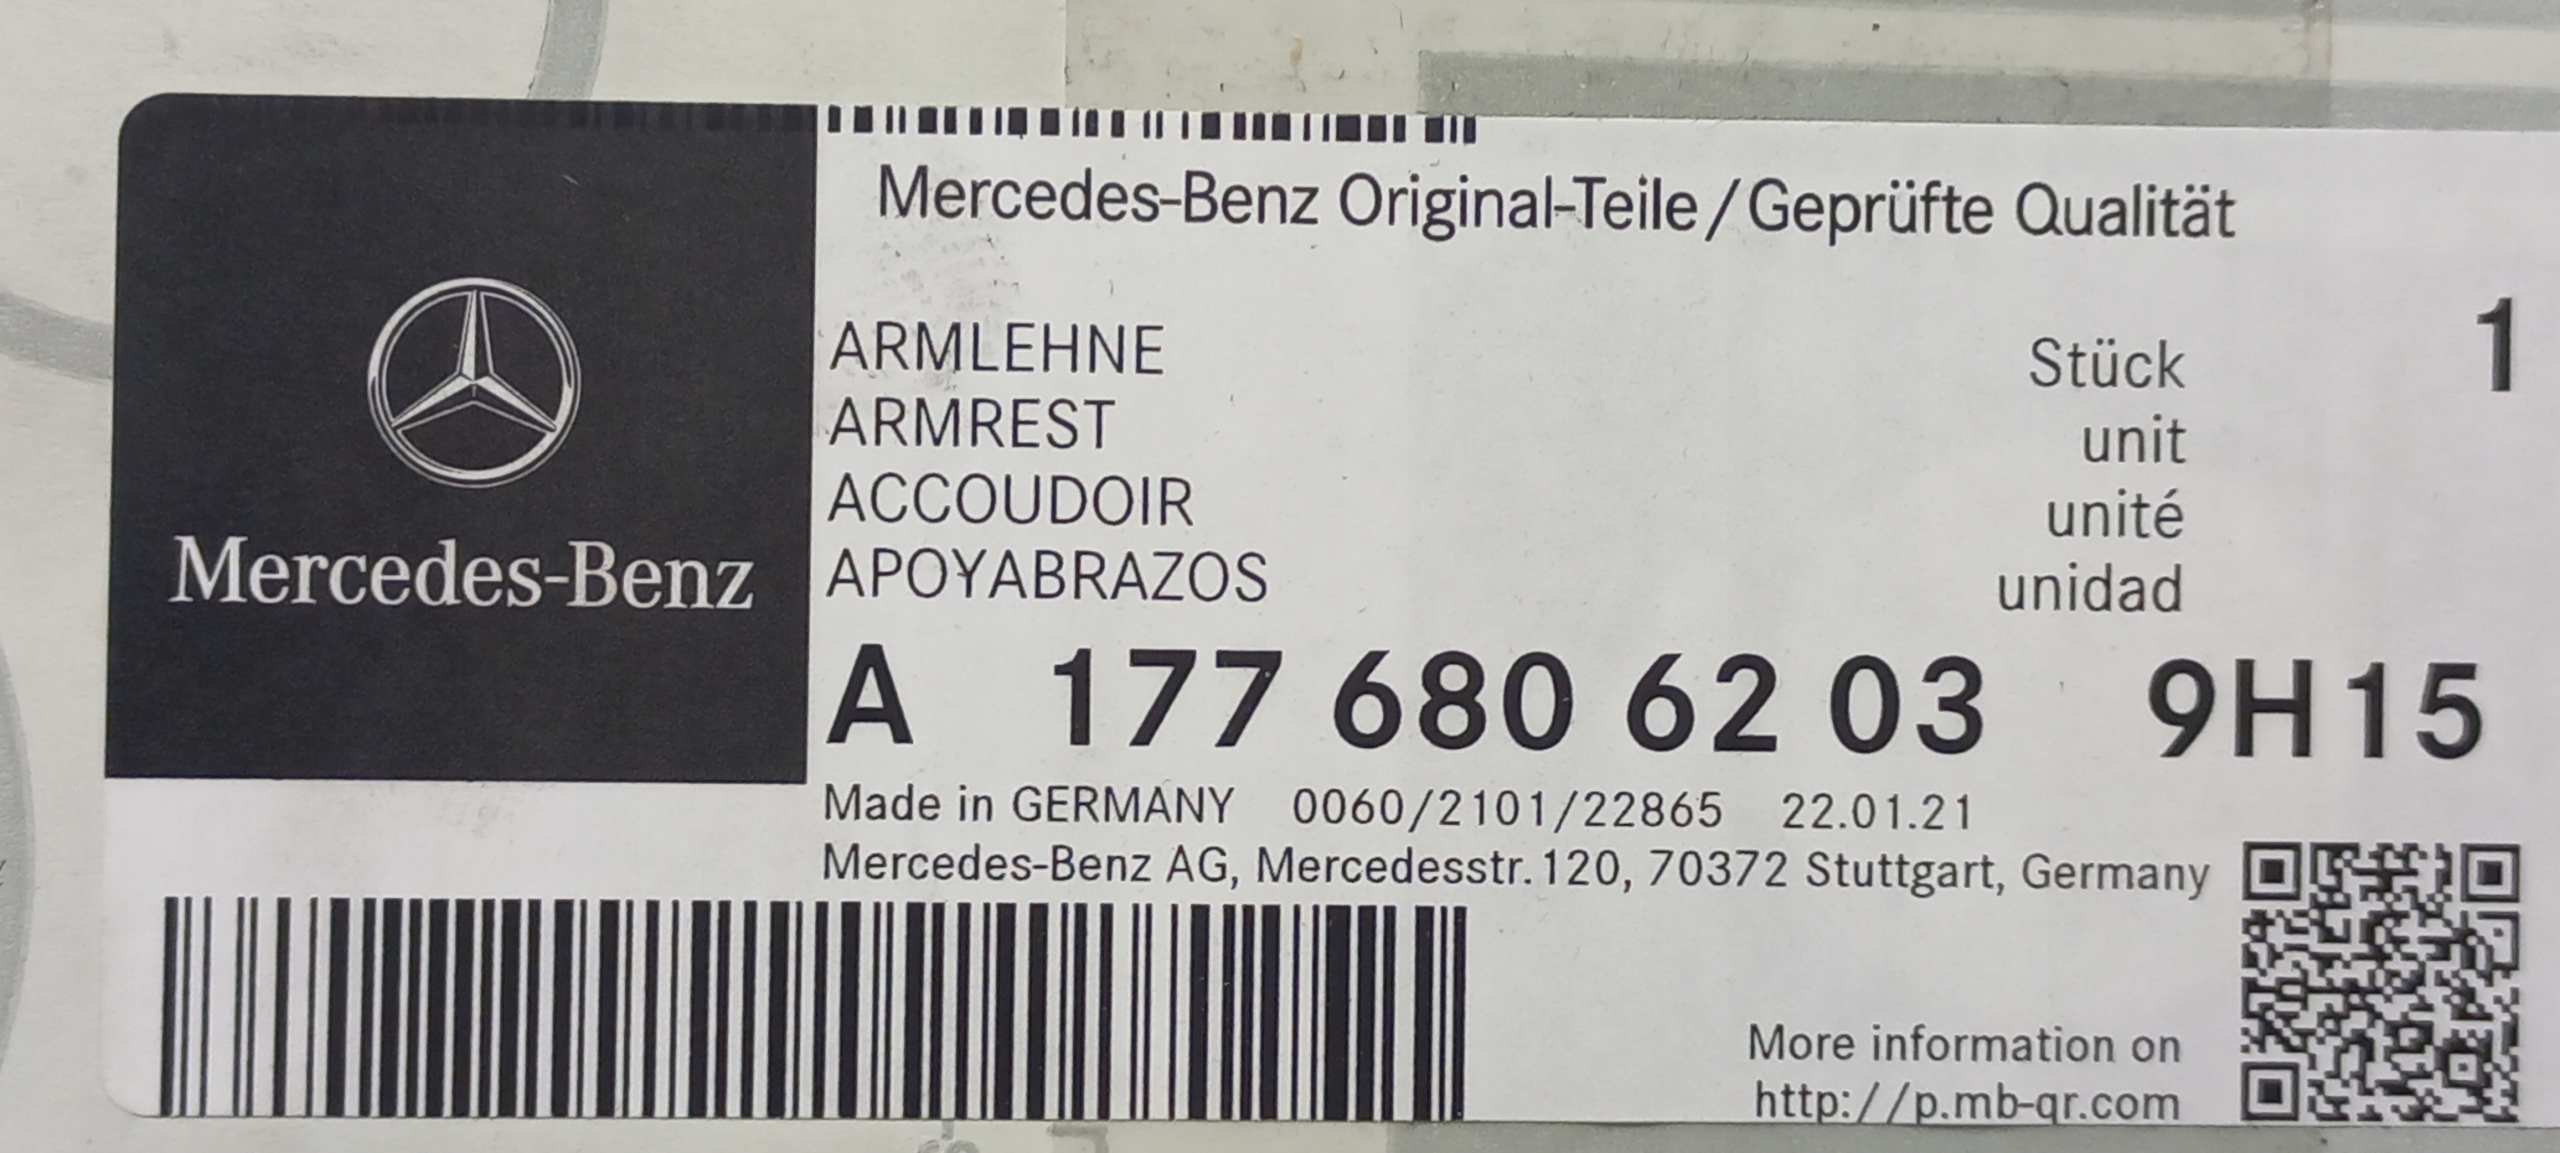 Mercedes-Benz
Mercedes-Benz Original-Teile/Geprüfte Qualität
ARMLEHNE
ARMREST
ACCOUDOIR
APOYABRAZOS
Stück 1
unit
unité
unidad
A 177 680 62 03 9H15
Made in GERMANY 0060/2101/22865 22.01.21
Mercedes-Benz AG, Mercedesstr.120, 70372 Stuttgart, Germany
More information on
http://p.mb-qr.com